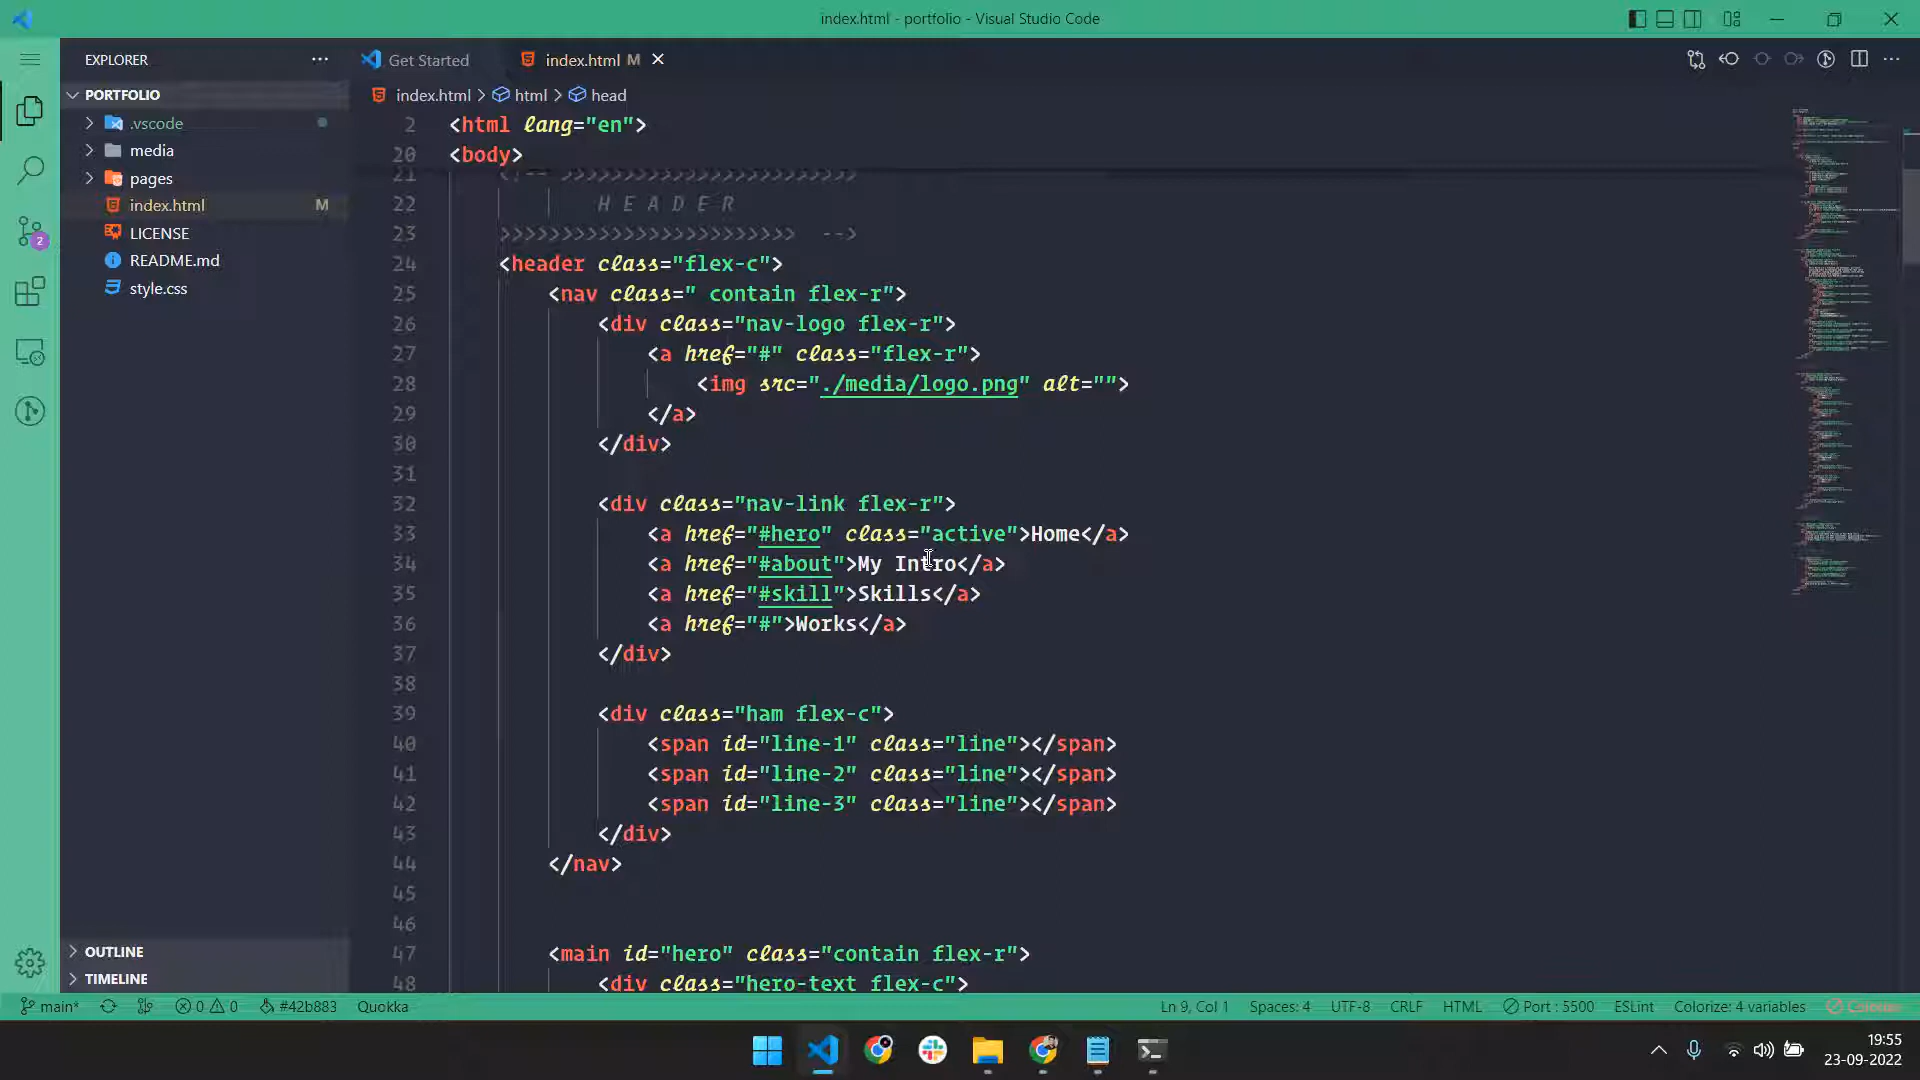 index.html - portfolio - Visual Studio Code
EXPLORER
Get Started
index.html M
PORTFOLIO
index.html > html > head
.vscode
media
pages
index.html M
LICENSE
README.md
style.css
2
2 <html lang="en">
20 <body>
21 <!-- >>>>>>>>>>>>>>>>>>>>>>>>
22 H E A D E R
23 >>>>>>>>>>>>>>>>>>>>>>>> -->
24 <header class="flex-c">
25 <nav class=" contain flex-r">
26 <div class="nav-logo flex-r">
27 <a href="#" class="flex-r">
28 <img src="./media/logo.png" alt="">
29 </a>
30 </div>
31
32 <div class="nav-link flex-r">
33 <a href="#hero" class="active">Home</a>
34 <a href="#about">My Intro</a>
35 <a href="#skill">Skills</a>
36 <a href="#">Works</a>
37 </div>
38
39 <div class="ham flex-c">
40 <span id="line-1" class="line"></span>
41 <span id="line-2" class="line"></span>
42 <span id="line-3" class="line"></span>
43 </div>
44 </nav>
45
46
47 <main id="hero" class="contain flex-r">
48 <div class="hero-text flex-c">
OUTLINE
TIMELINE
main* 0 0 #42b883 Quokka Ln 9, Col 1 Spaces: 4 UTF-8 CRLF HTML Port : 5500 ESLint Colorize: 4 variables
19:55
23-09-2022